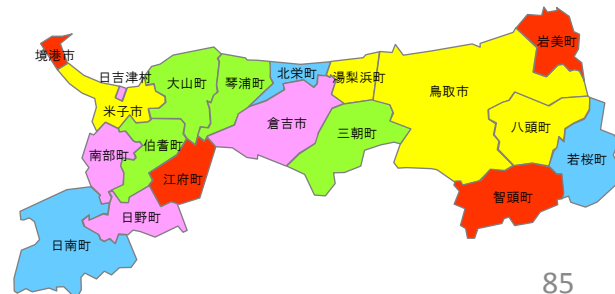 境港市
日吉津村
米子市
大山町
琴浦町
北栄町
湯梨浜町
鳥取市
岩美町
八頭町
若桜町
智頭町
三朝町
倉吉市
伯耆町
南部町
江府町
日野町
日南町
85